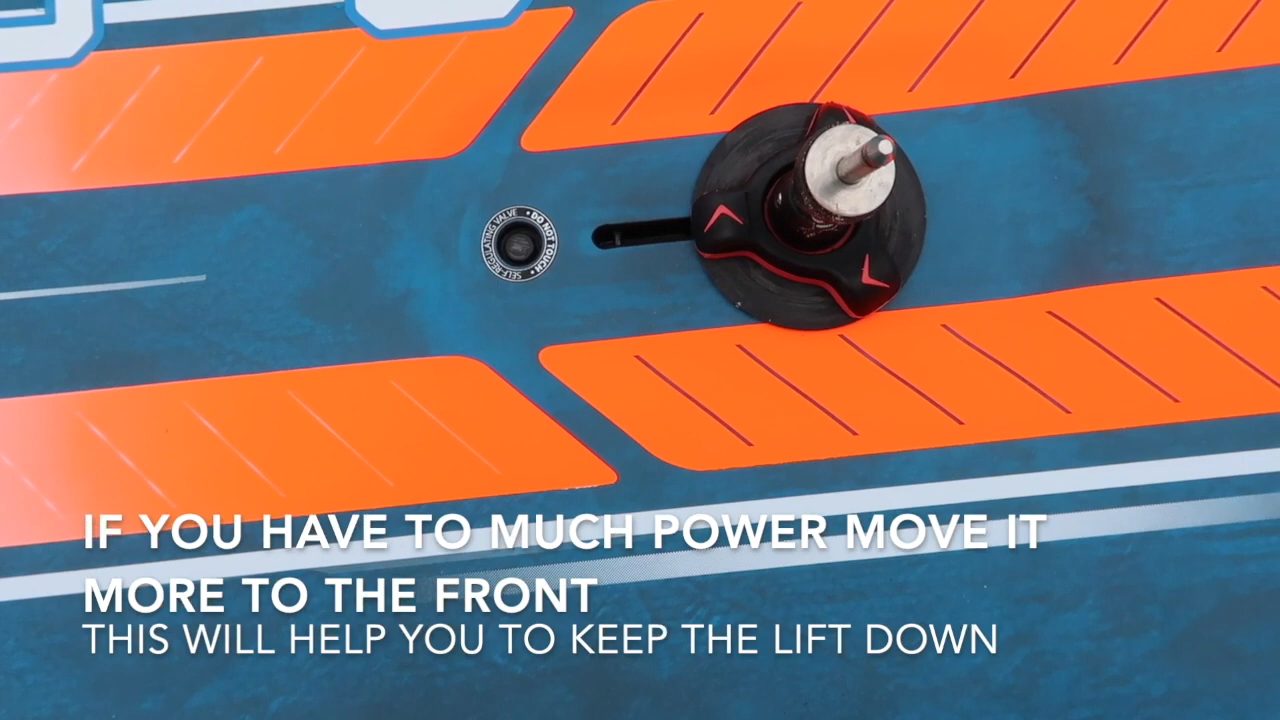 SELF-REGULATING VALVE • DO NOT TOUCH •
IF YOU HAVE TO MUCH POWER MOVE IT
MORE TO THE FRONT
THIS WILL HELP YOU TO KEEP THE LIFT DOWN